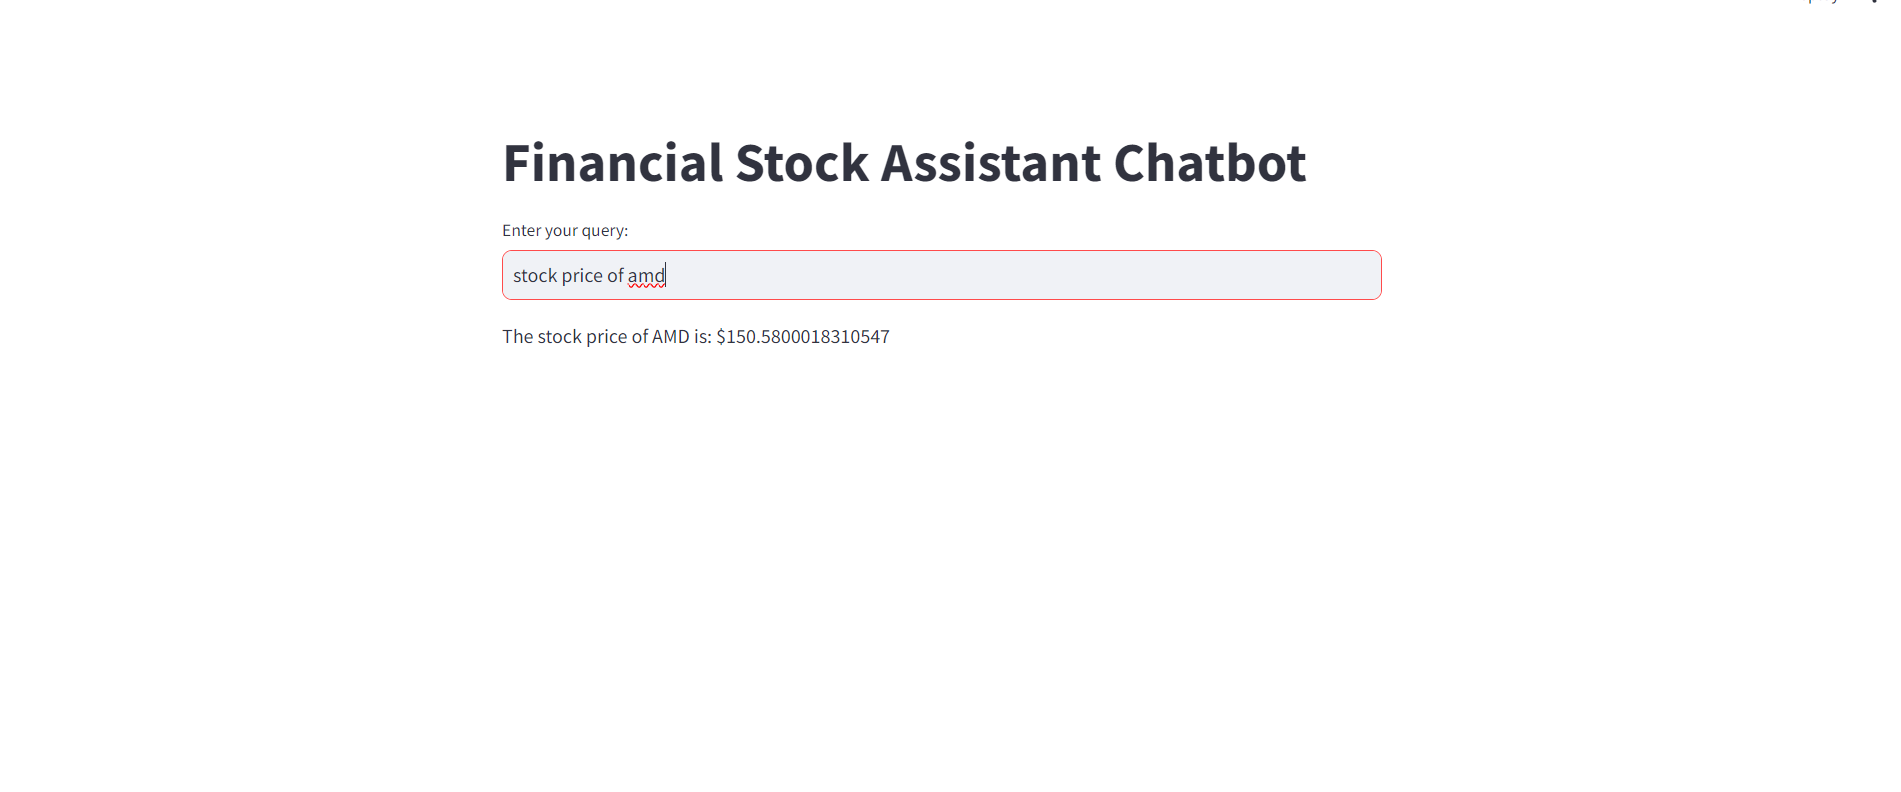 Financial Stock Assistant Chatbot
Enter your query:
stock price of amd
The stock price of AMD is: $150.5800018310547